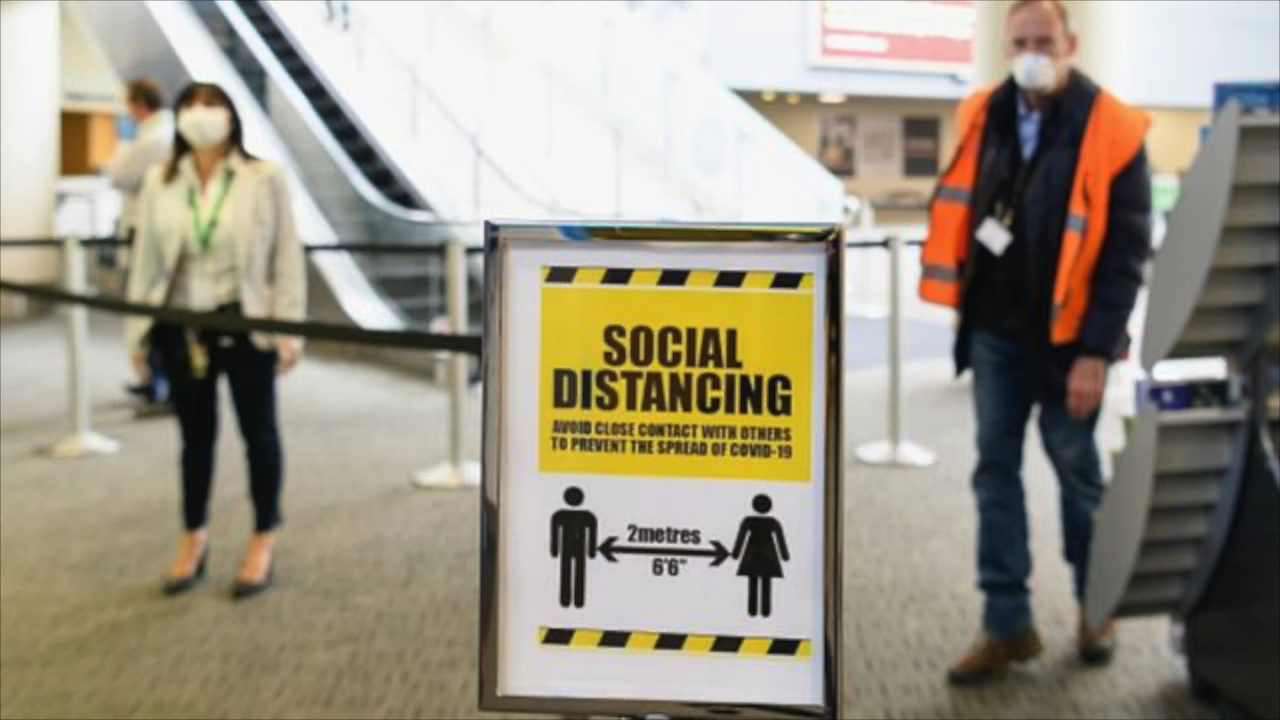 SOCIAL
DISTANCING
AVOID CLOSE CONTACT WITH OTHERS
TO PREVENT THE SPREAD OF COVID-19
2metres
6'6"